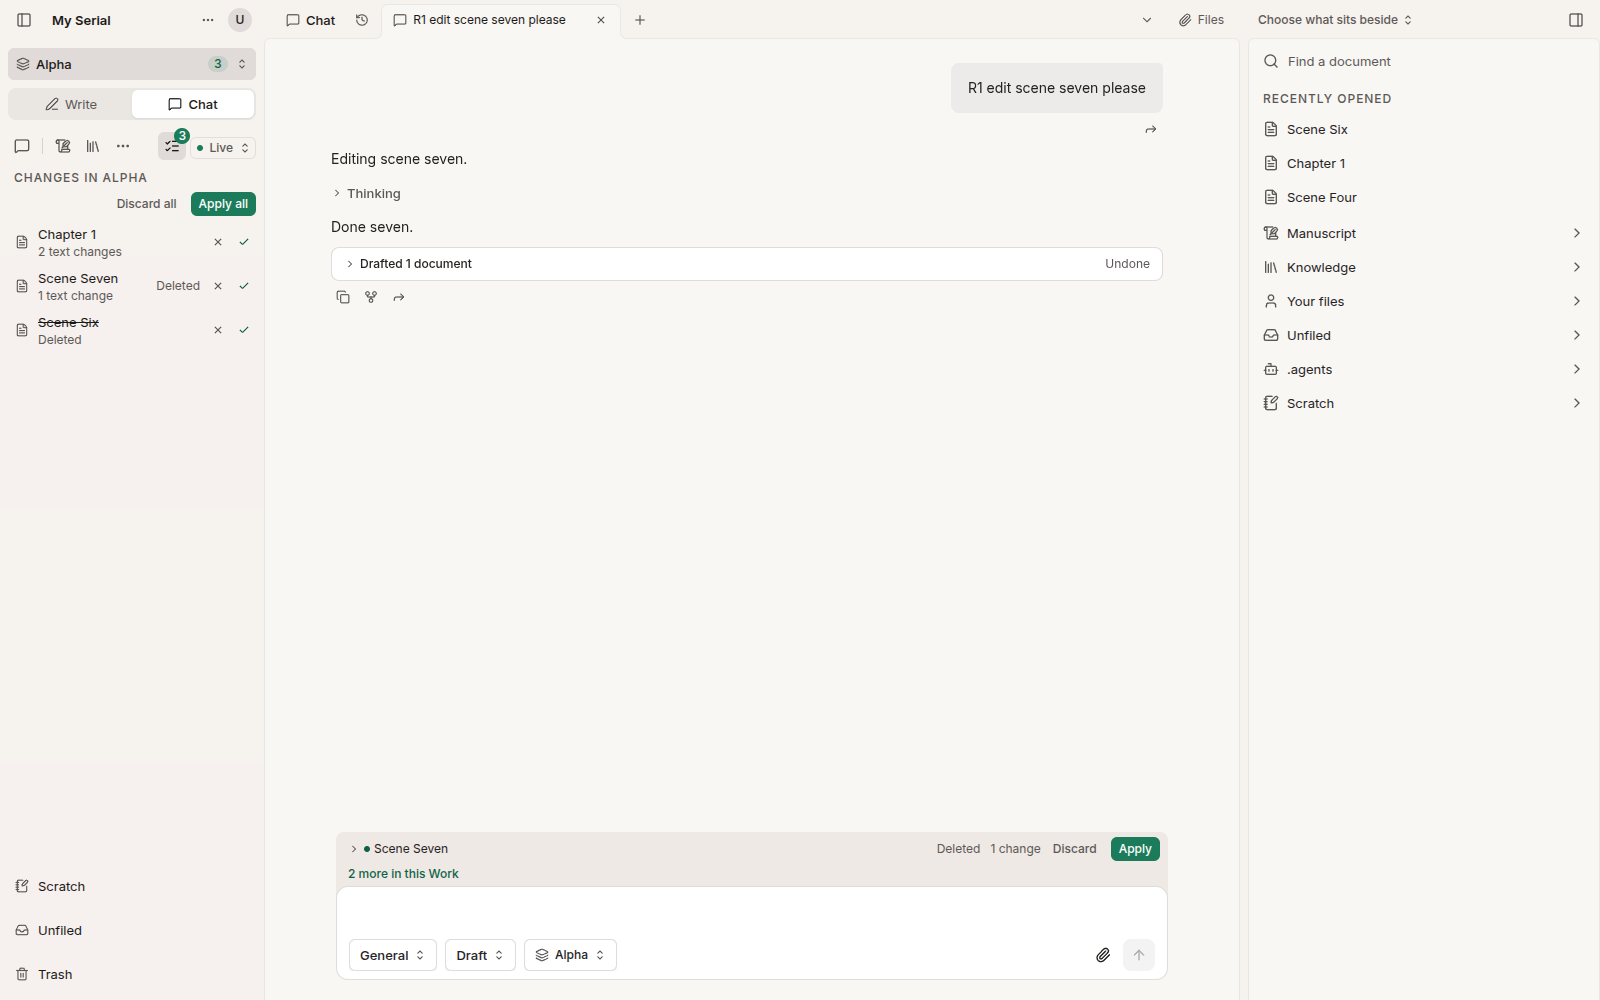 My Serial
U
Alpha
3
Write
Chat
3
Live
CHANGES IN ALPHA
Discard all
Apply all
Chapter 1
2 text changes
Scene Seven
1 text change
Deleted
Scene Six
Deleted
Scratch
Unfiled
Trash
Chat
R1 edit scene seven please
Files
R1 edit scene seven please
Editing scene seven.
Thinking
Done seven.
Drafted 1 document
Undone
Scene Seven
Deleted
1 change
Discard
Apply
2 more in this Work
General
Draft
Alpha
Choose what sits beside
Find a document
RECENTLY OPENED
Scene Six
Chapter 1
Scene Four
Manuscript
Knowledge
Your files
Unfiled
.agents
Scratch